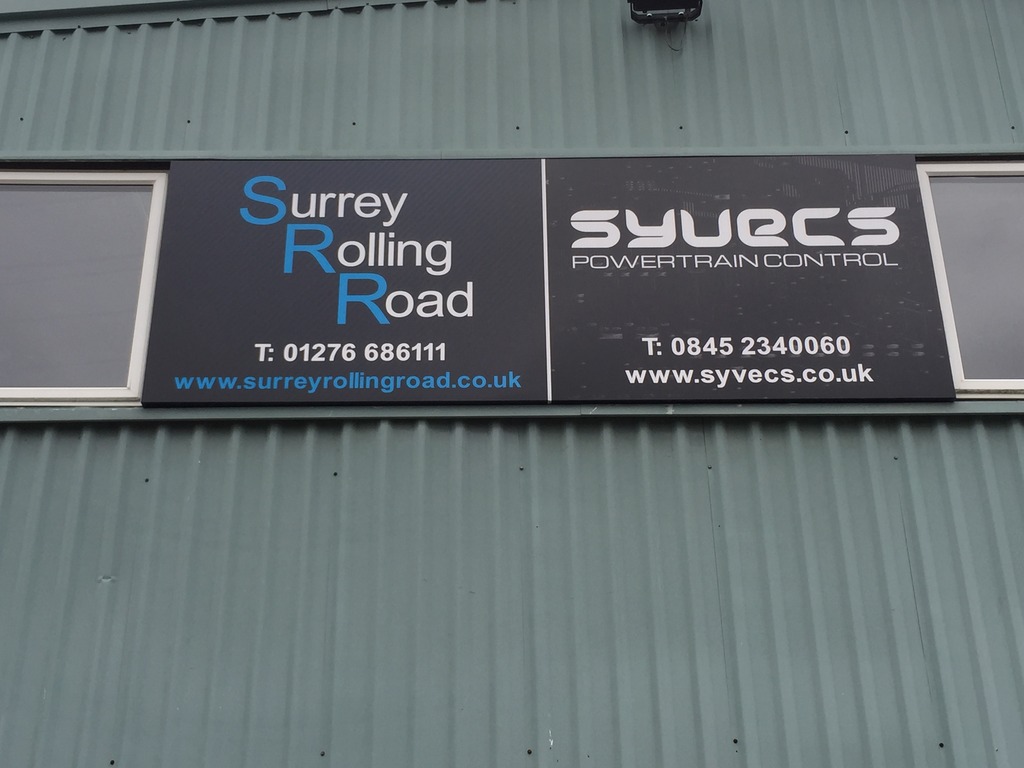 Surrey
Rolling
Road
T: 01276 686111
www.surreyrollingroad.co.uk
SYVECS
POWERTRAIN CONTROL
T: 0845 2340060
www.syvecs.co.uk